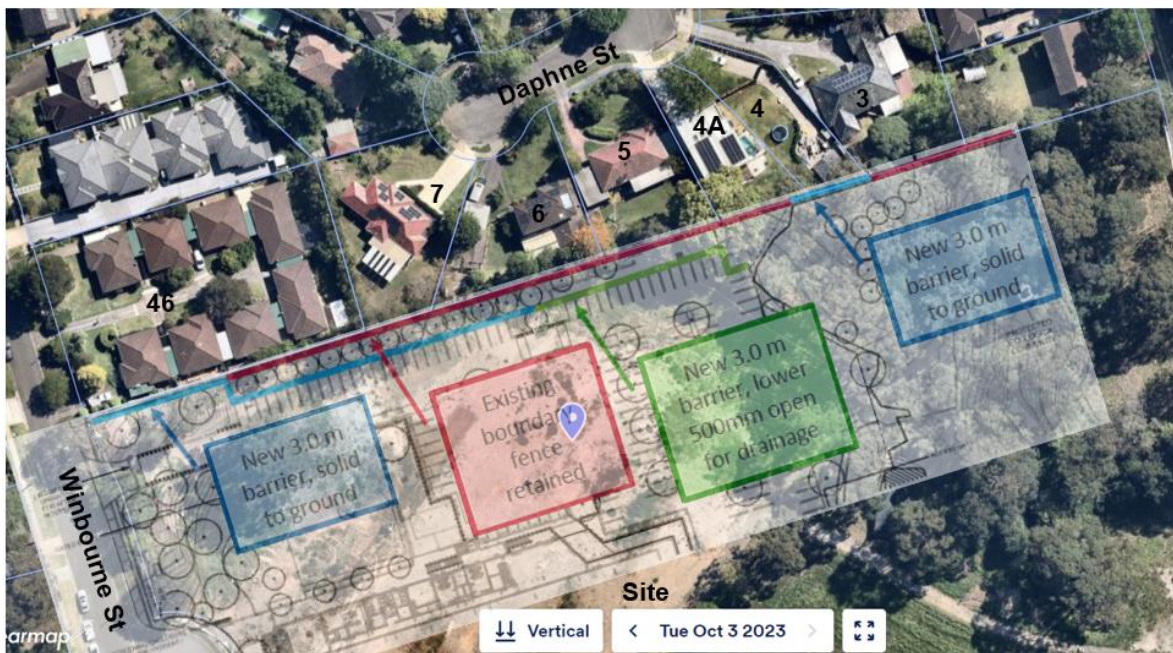 Daphne St
3
4
4A
5
6
7
46
New 3.0 m
barrier, solid
to ground
New 3.0 m
barrier, lower
500mm open
for drainage
Existing
boundary
fence
retained
New 3.0 m
barrier, solid
to ground
Winbourne St
Site
earmap
Vertical
Tue Oct 3 2023